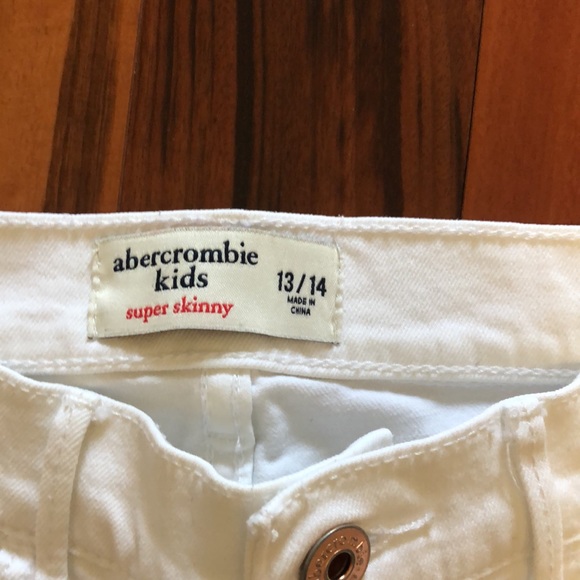 abercrombie
kids
super skinny
13/14
MADE IN
CHINA